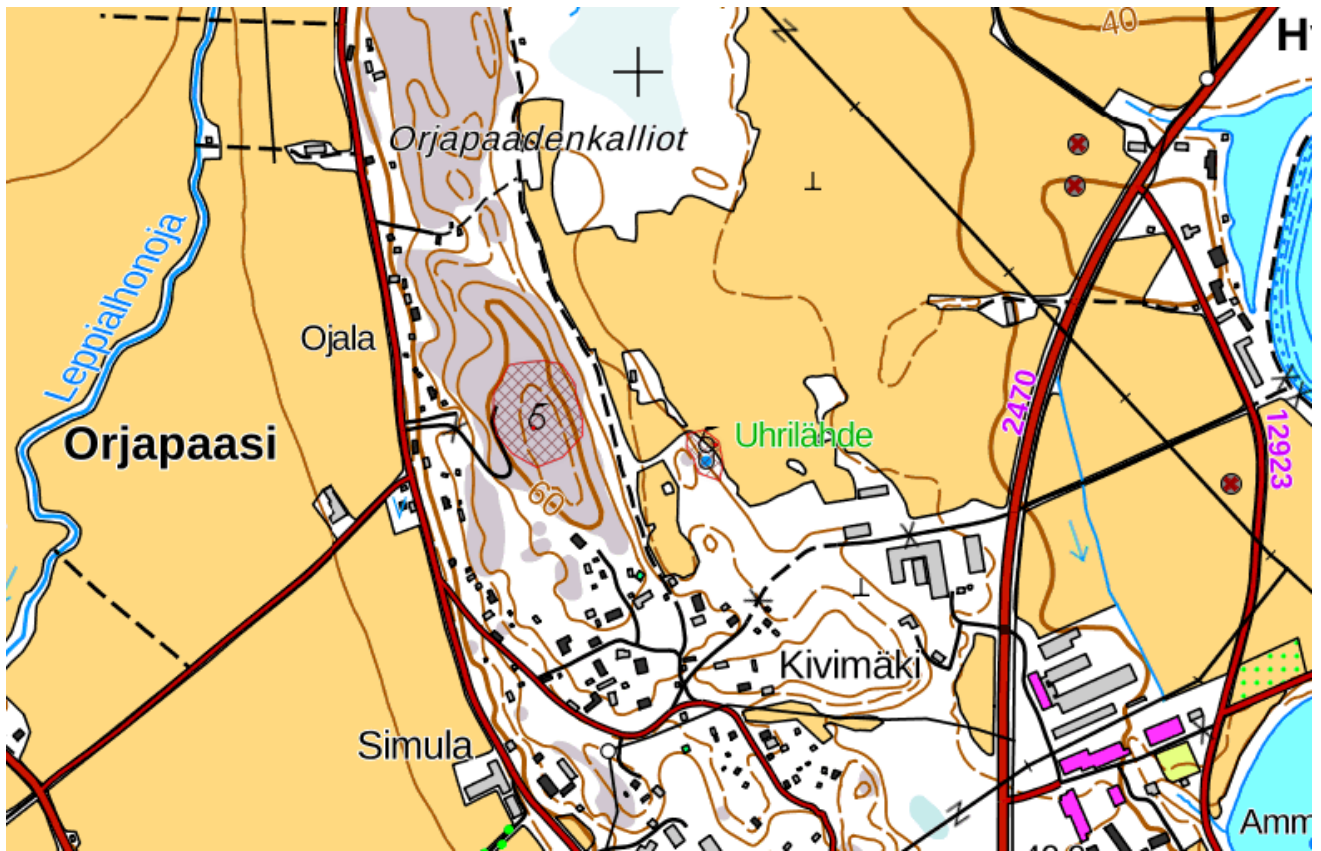 40
H
Orjapaadenkalliot
Leppialhonoja
Ojala
2470
Uhrilähde
12923
Orjapaasi
60
Kivimäki
Simula
Amm